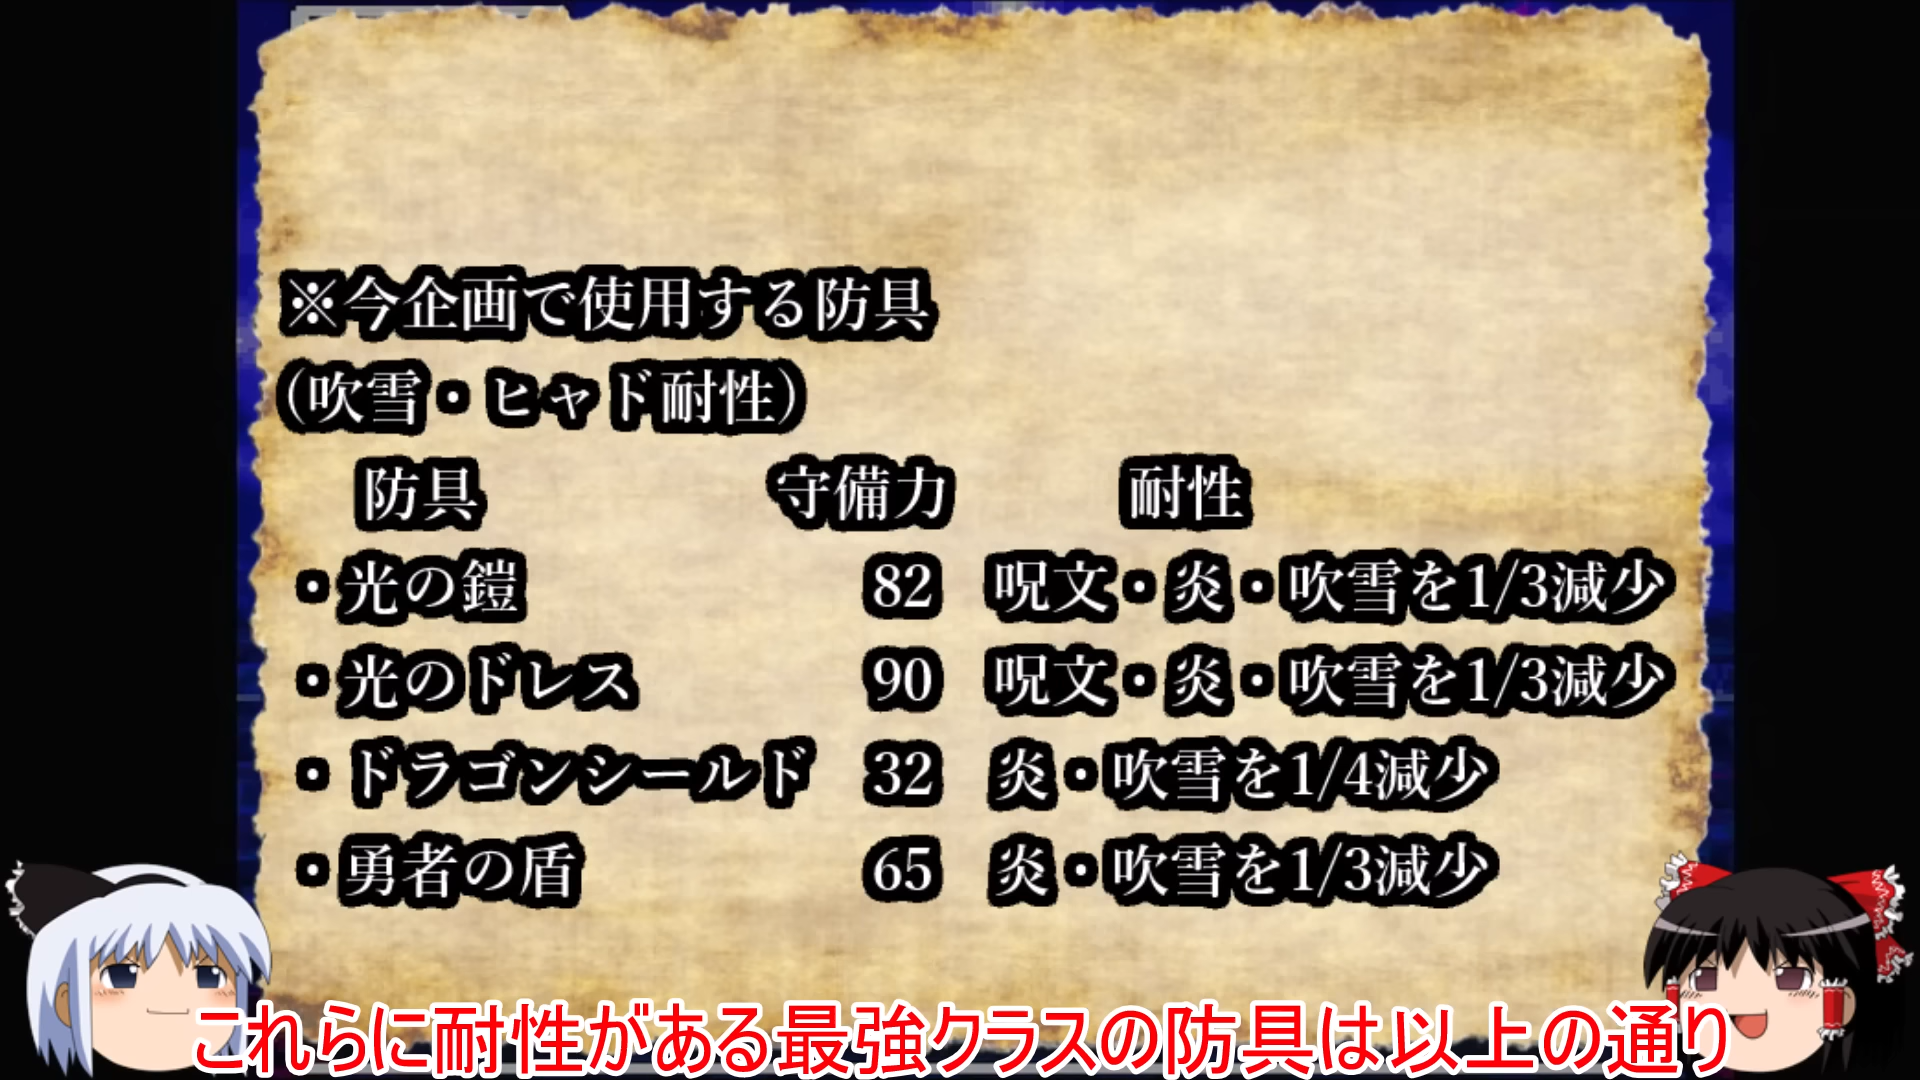 ※今企画で使用する防具
（吹雪・ヒャド耐性）
防具 守備力 耐性
・光の鎧 82 呪文・炎・吹雪を1/3減少
・光のドレス 90 呪文・炎・吹雪を1/3減少
・ドラゴンシールド 32 炎・吹雪を1/4減少
・勇者の盾 65 炎・吹雪を1/3減少
これらに耐性がある最強クラスの防具は以上の通り